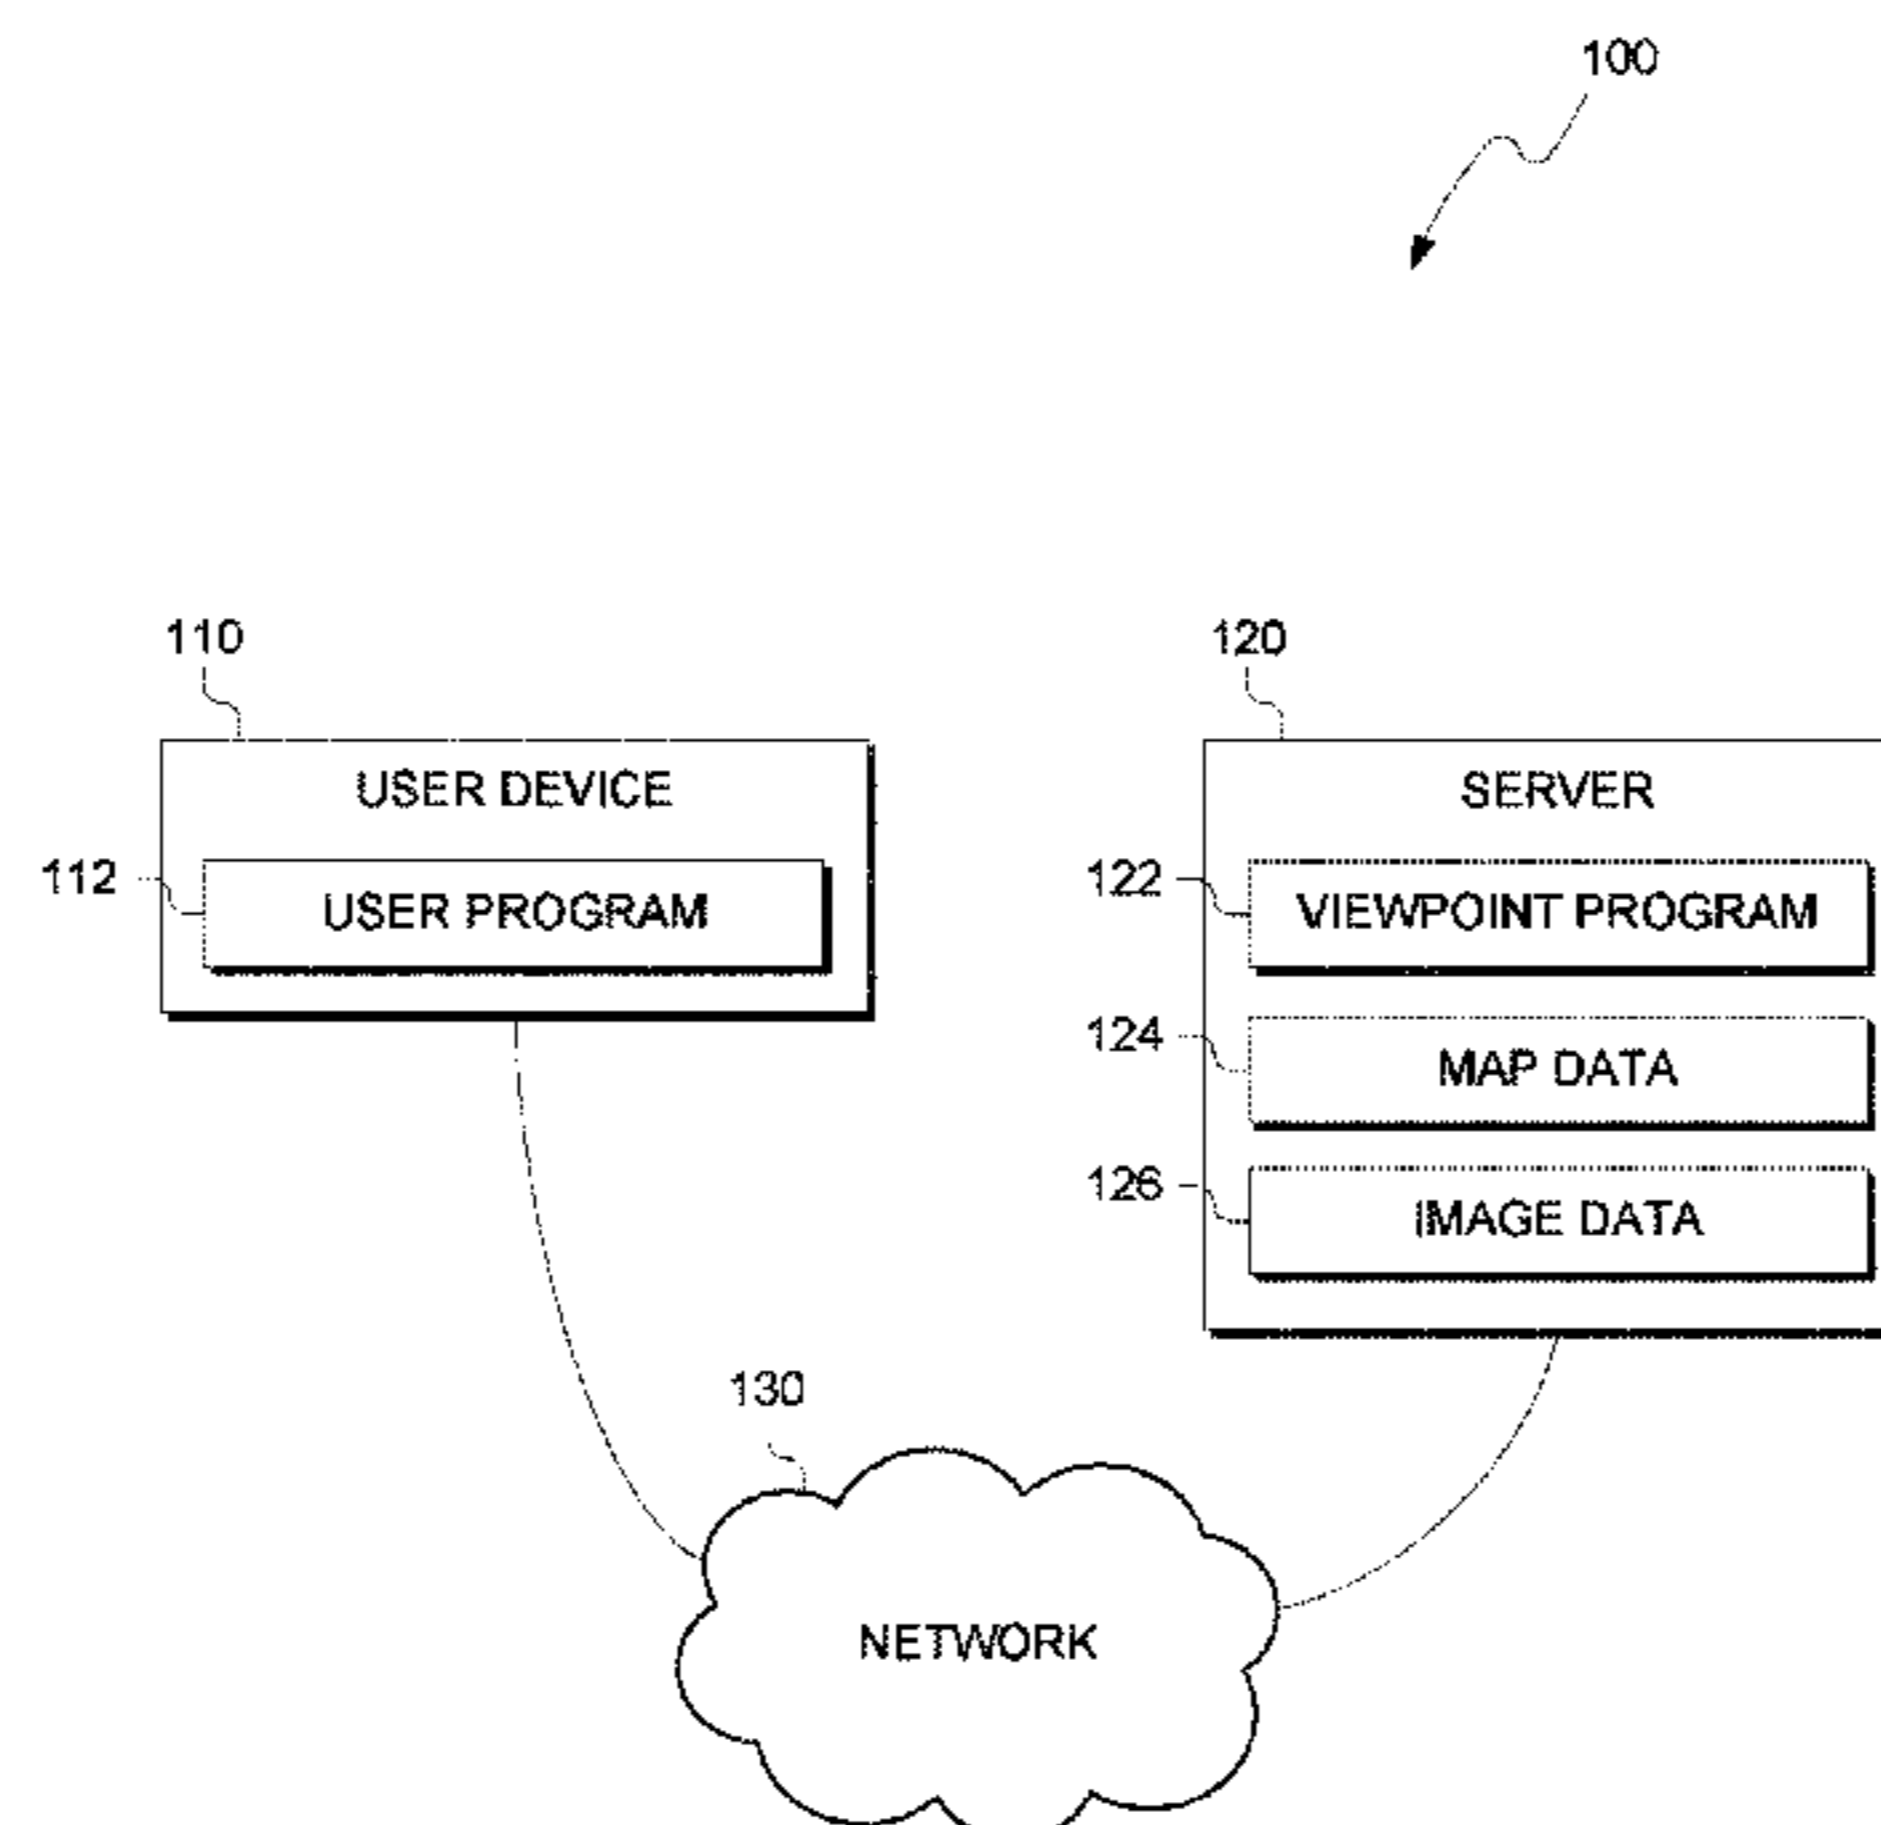 100
110
120
USER DEVICE
SERVER
112
USER PROGRAM
122
VIEWPOINT PROGRAM
124
MAP DATA
126
IMAGE DATA
130
NETWORK